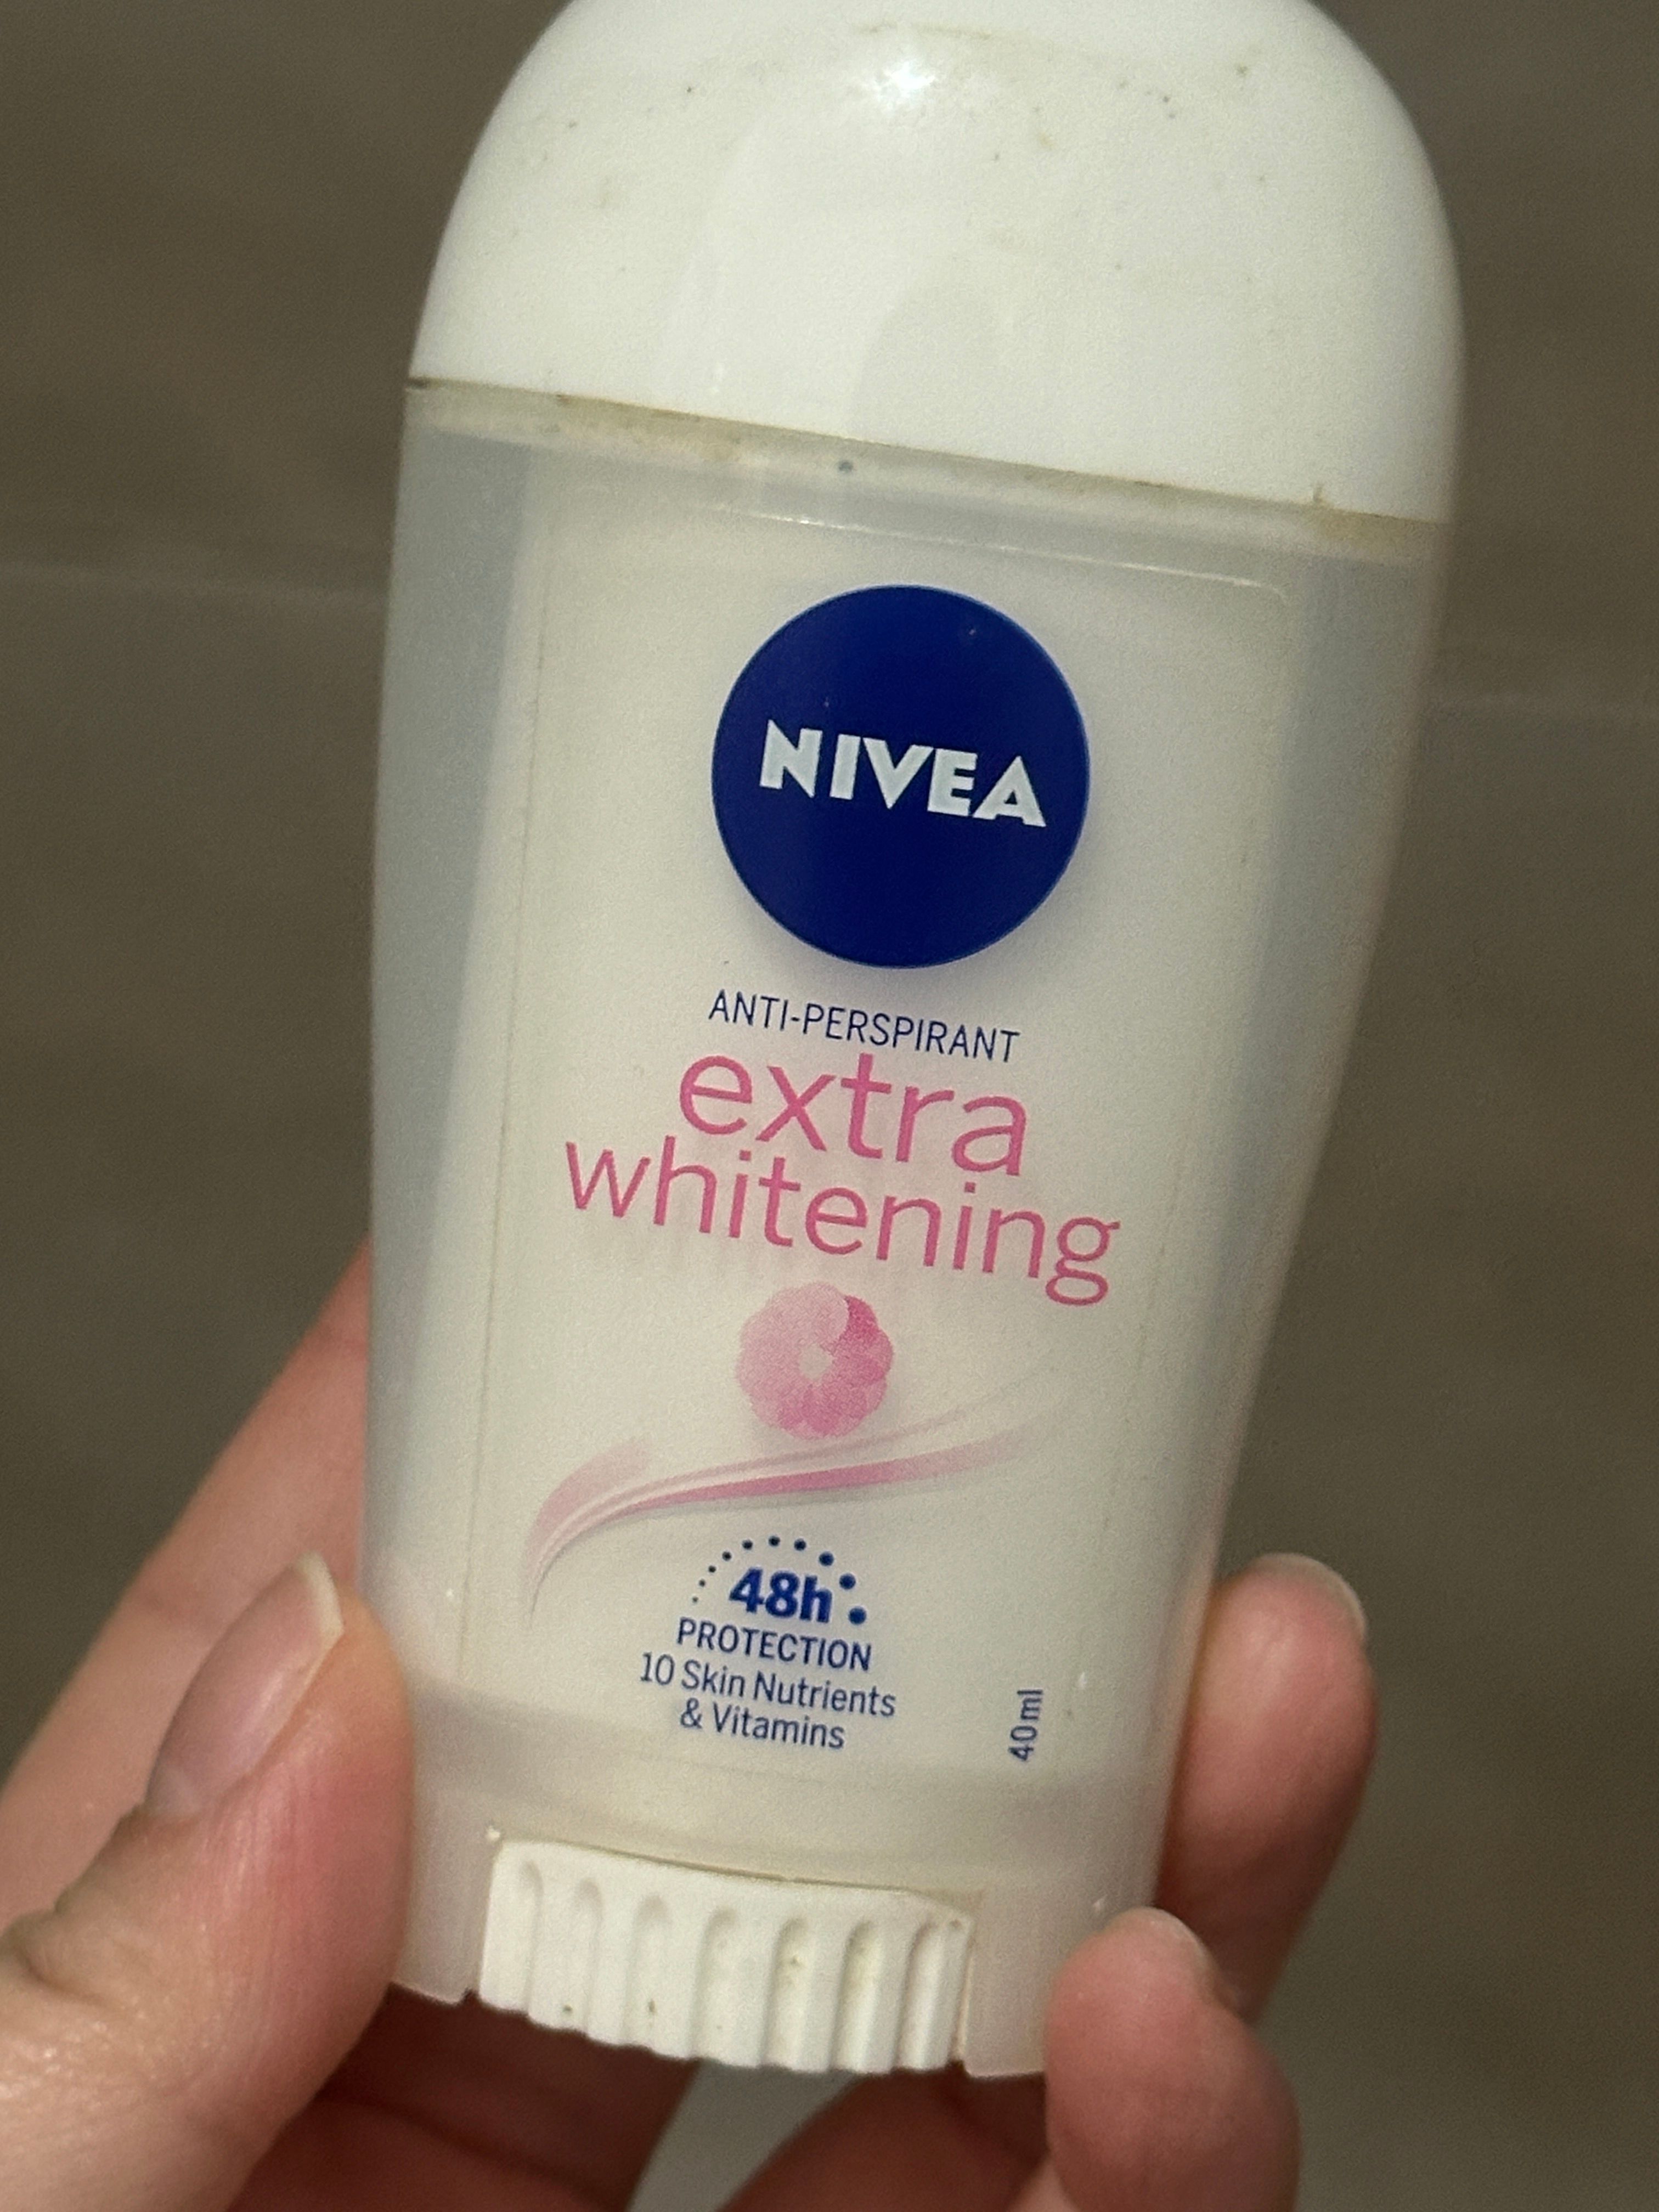 NIVEA
ANTI-PERSPIRANT
extra
whitening
48h
PROTECTION
10 Skin Nutrients
& Vitamins
40ml